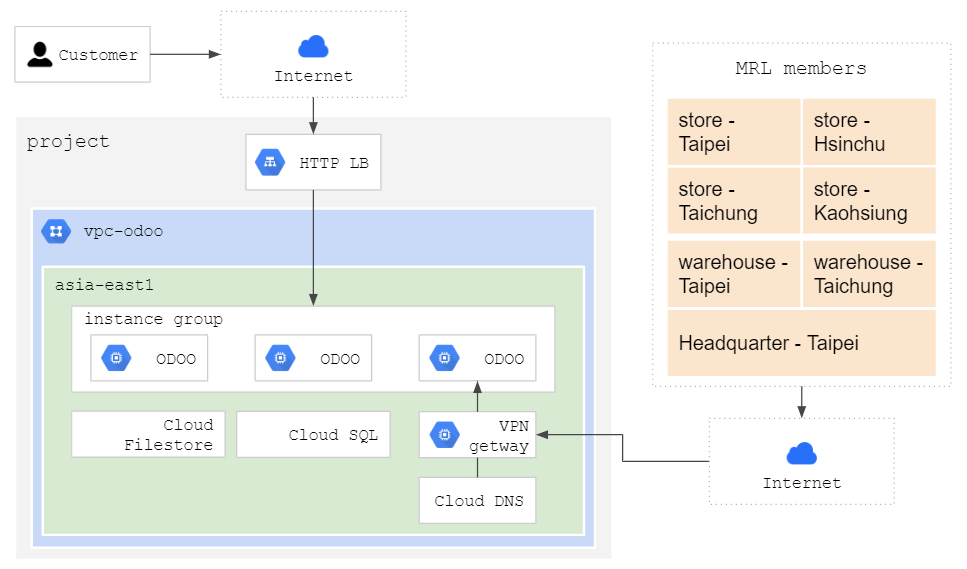 Customer
Internet
project
HTTP LB
vpc-odoo
asia-east1
instance group
ODOO
ODOO
ODOO
Cloud
Filestore
Cloud SQL
VPN
getway
Cloud DNS
MRL members
store -
Taipei
store -
Hsinchu
store -
Taichung
store -
Kaohsiung
warehouse -
Taipei
warehouse -
Taichung
Headquarter - Taipei
Internet